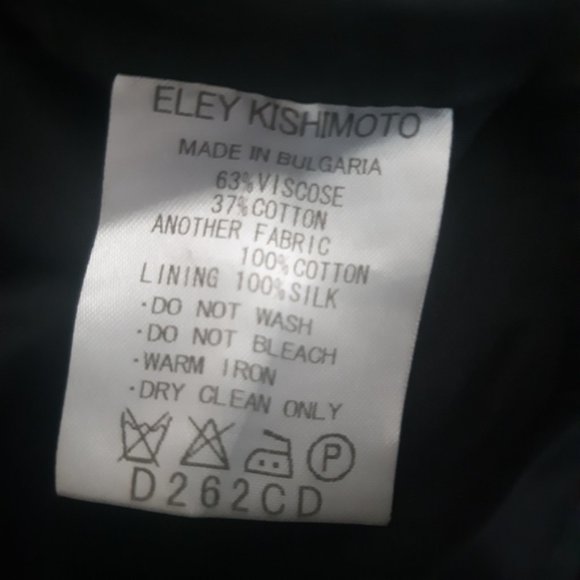 ELEY KISHIMOTO
MADE IN BULGARIA
63%VISCOSE
37%COTTON
ANOTHER FABRIC
100%COTTON
LINING 100%SILK
・DO NOT WASH
・DO NOT BLEACH
・WARM IRON
・DRY CLEAN ONLY
P
D262CD